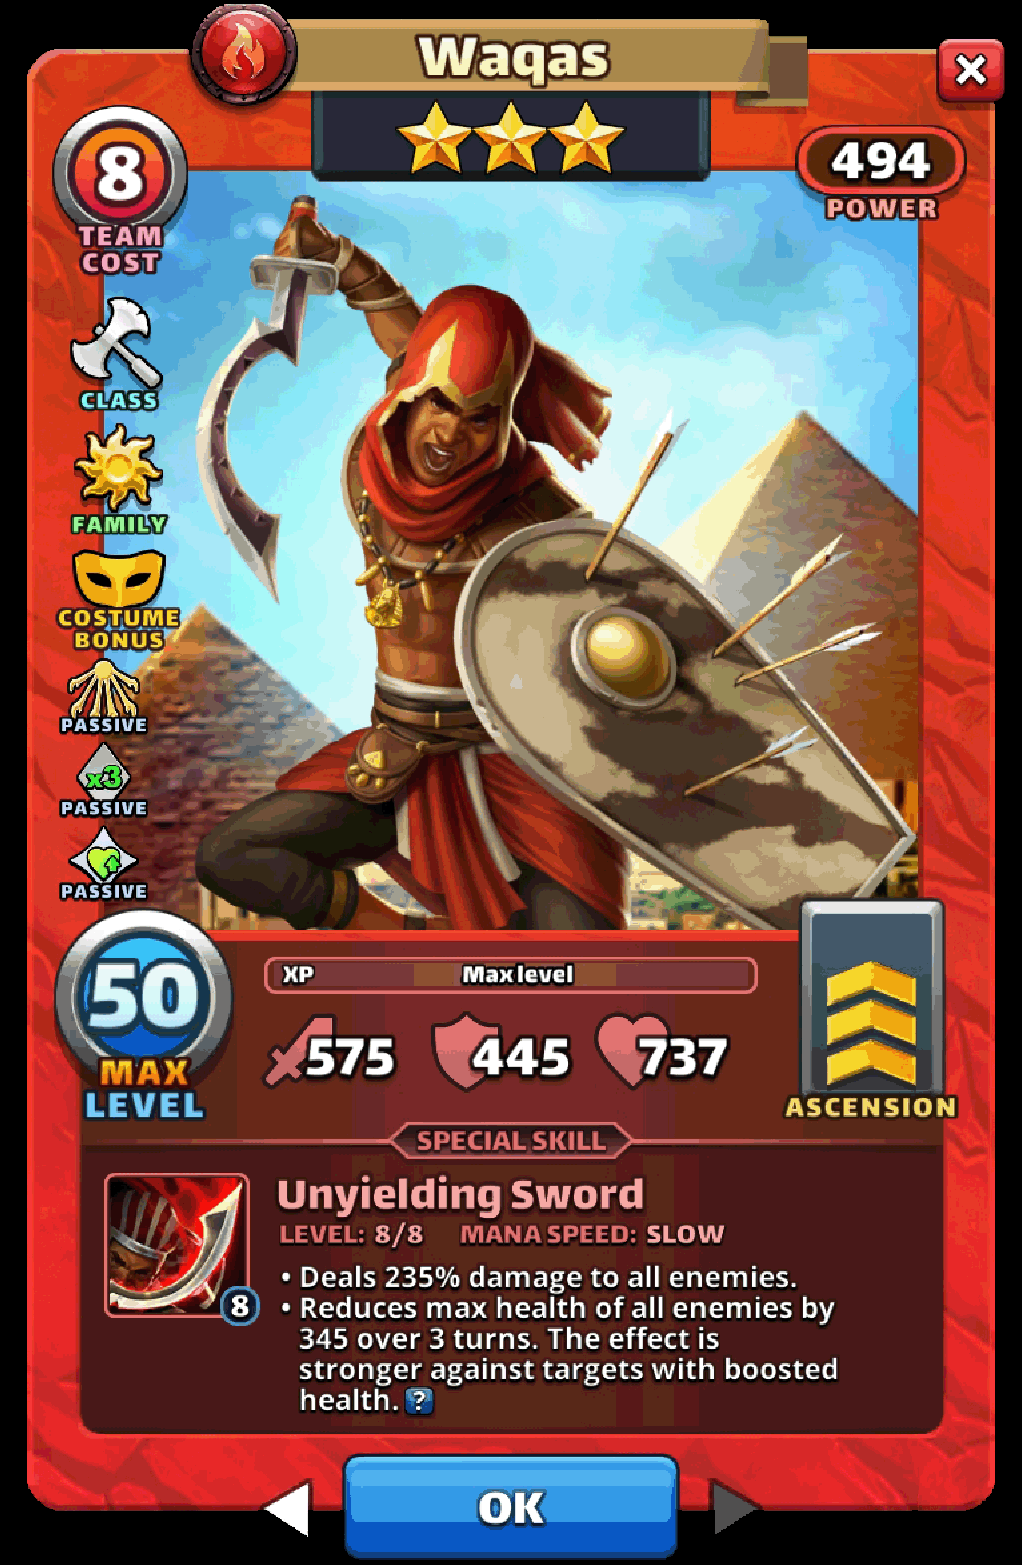 Waqas
8
TEAM
COST
494
POWER
CLASS
FAMILY
COSTUME
BONUS
PASSIVE
x3
PASSIVE
PASSIVE
50
MAX
LEVEL
XP Max level
575 445 737
ASCENSION
SPECIAL SKILL
Unyielding Sword
LEVEL: 8/8 MANA SPEED: SLOW
8
• Deals 235% damage to all enemies.
• Reduces max health of all enemies by
345 over 3 turns. The effect is
stronger against targets with boosted
health. ?
OK